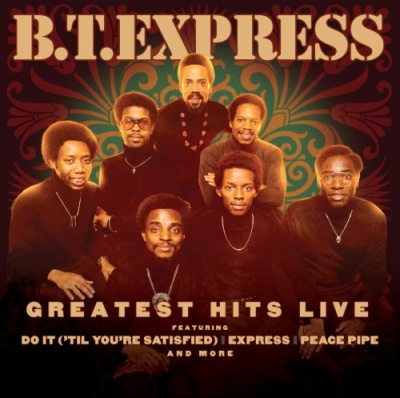 B.T.EXPRESS
GREATEST HITS LIVE
FEATURING
DO IT ('TIL YOU'RE SATISFIED) | EXPRESS | PEACE PIPE
AND MORE